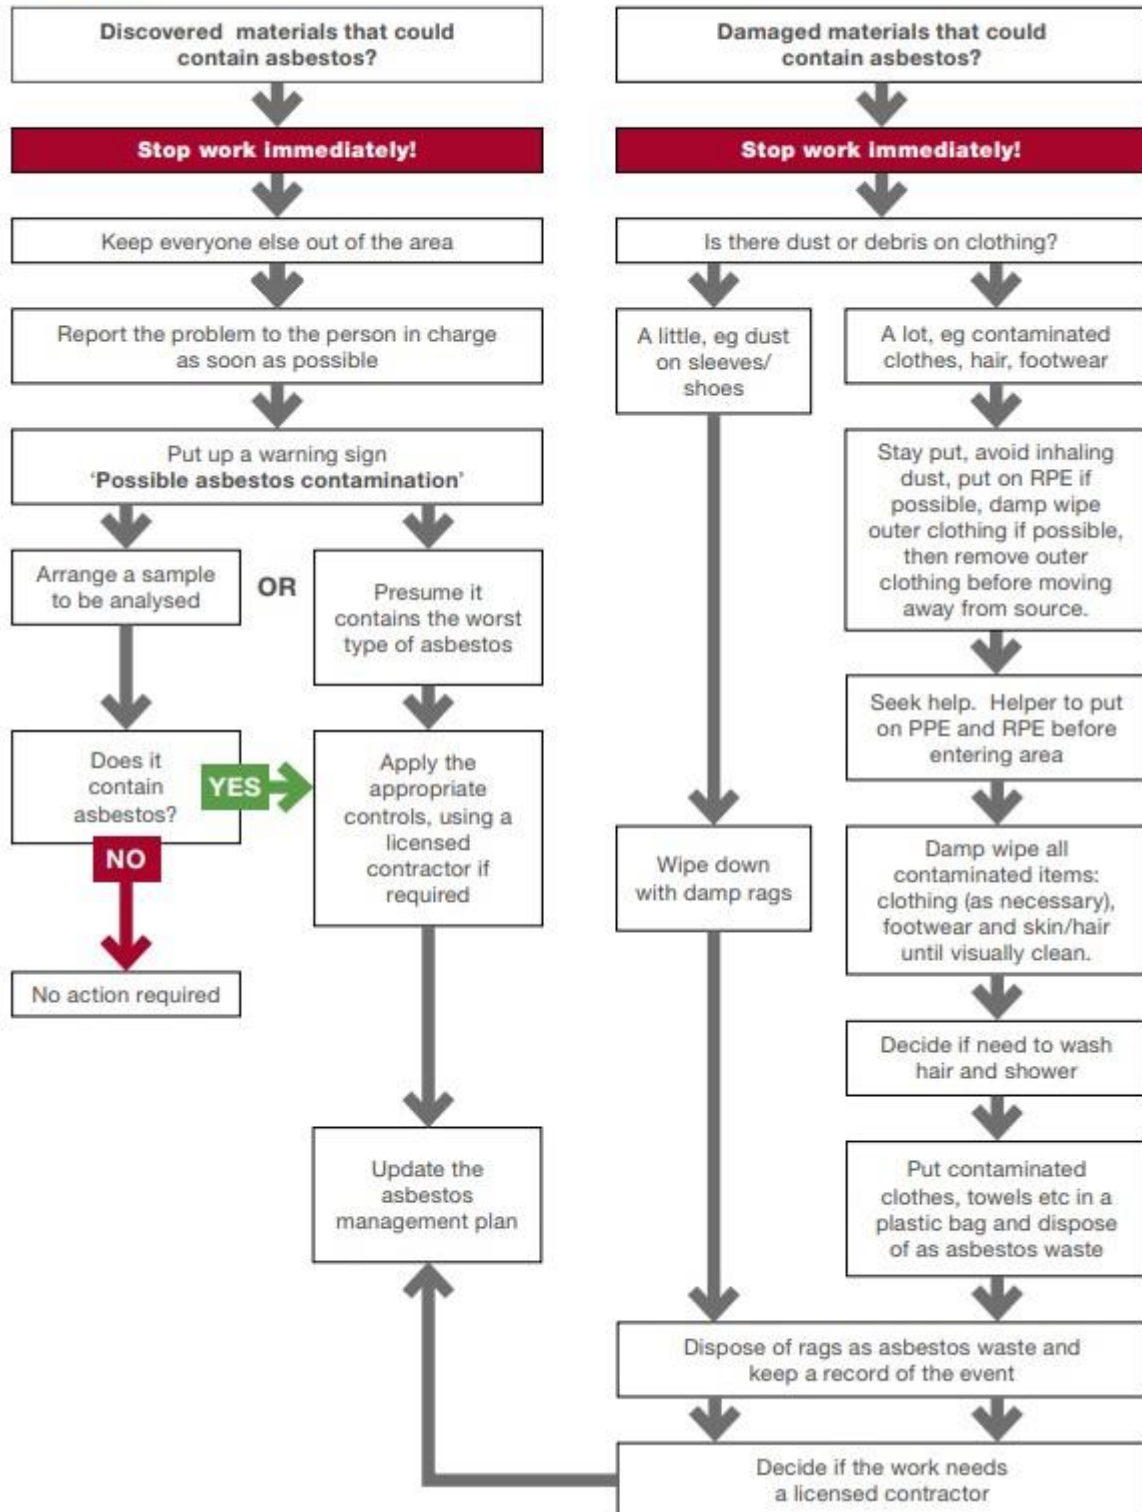 Discovered materials that could
contain asbestos?
Stop work immediately!
Keep everyone else out of the area
Report the problem to the person in charge
as soon as possible
Put up a warning sign
‘Possible asbestos contamination’
Arrange a sample
to be analysed
OR
Presume it
contains the worst
type of asbestos
Does it
contain
asbestos?
YES
NO
No action required
Apply the
appropriate
controls, using a
licensed
contractor if
required
Update the
asbestos
management plan
Damaged materials that could
contain asbestos?
Stop work immediately!
Is there dust or debris on clothing?
A little, eg dust
on sleeves/
shoes
Wipe down
with damp rags
A lot, eg contaminated
clothes, hair, footwear
Stay put, avoid inhaling
dust, put on RPE if
possible, damp wipe
outer clothing if possible,
then remove outer
clothing before moving
away from source.
Seek help. Helper to put
on PPE and RPE before
entering area
Damp wipe all
contaminated items:
clothing (as necessary),
footwear and skin/hair
until visually clean.
Decide if need to wash
hair and shower
Put contaminated
clothes, towels etc in a
plastic bag and dispose
of as asbestos waste
Dispose of rags as asbestos waste and
keep a record of the event
Decide if the work needs
a licensed contractor